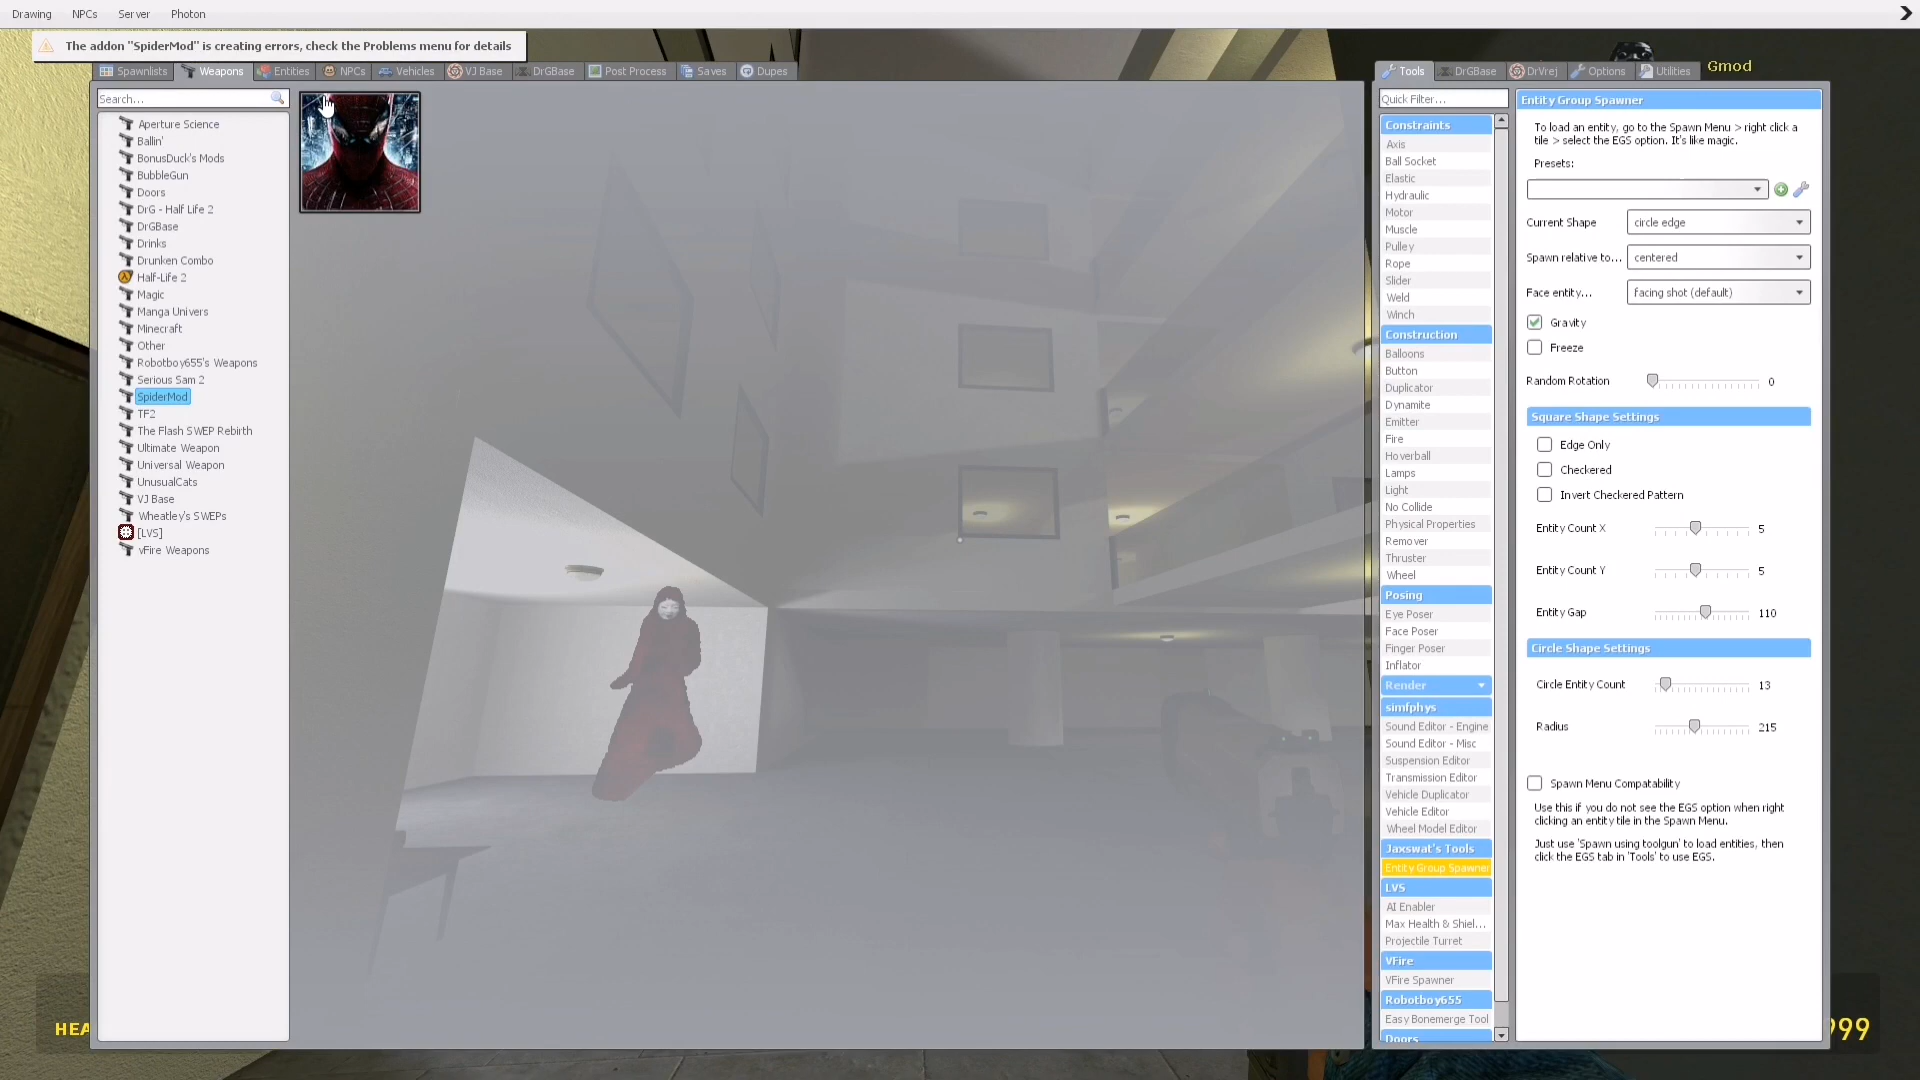 Drawing NPCs Server Photon
The addon "SpiderMod" is creating errors, check the Problems menu for details
Gmod
Spawnlists Weapons Entities NPCs Vehicles VJ Base DrGBase Post Process Saves Dupes
Search...
Aperture Science
Ballin'
BonusDuck's Mods
BubbleGun
Doors
DrG - Half Life 2
DrGBase
Drinks
Drunken Combo
Half-Life 2
Magic
Manga Univers
Minecraft
Other
Robotboy655's Weapons
Serious Sam 2
SpiderMod
TF2
The Flash SWEP Rebirth
Ultimate Weapon
Universal Weapon
UnusualCats
VJ Base
Wheatley's SWEPs
[LVS]
vFire Weapons
HEA
Tools DrGBase DrVrej Options Utilities
Quick Filter...
Constraints
Axis
Ball Socket
Elastic
Hydraulic
Motor
Muscle
Pulley
Rope
Slider
Weld
Winch
Construction
Balloons
Button
Duplicator
Dynamite
Emitter
Fire
Hoverball
Lamps
Light
No Collide
Physical Properties
Remover
Thruster
Wheel
Posing
Eye Poser
Face Poser
Finger Poser
Inflator
Render
simfphys
Sound Editor - Engine
Sound Editor - Misc
Suspension Editor
Transmission Editor
Vehicle Duplicator
Vehicle Editor
Wheel Model Editor
Jaxswat's Tools
Entity Group Spawner
LVS
AI Enabler
Max Health & Shiel...
Projectile Turret
VFire
VFire Spawner
Robotboy655
Easy Bonemerge Tool
Doors
Entity Group Spawner
To load an entity, go to the Spawn Menu > right click a
tile > select the EGS option. It's like magic.
Presets:
Current Shape circle edge
Spawn relative to... centered
Face entity... facing shot (default)
Gravity
Freeze
Random Rotation 0
Square Shape Settings
Edge Only
Checkered
Invert Checkered Pattern
Entity Count X 5
Entity Count Y 5
Entity Gap 110
Circle Shape Settings
Circle Entity Count 13
Radius 215
Spawn Menu Compatability
Use this if you do not see the EGS option when right
clicking an entity tile in the Spawn Menu.
Just use 'Spawn using toolgun' to load entities, then
click the EGS tab in 'Tools' to use EGS.
999